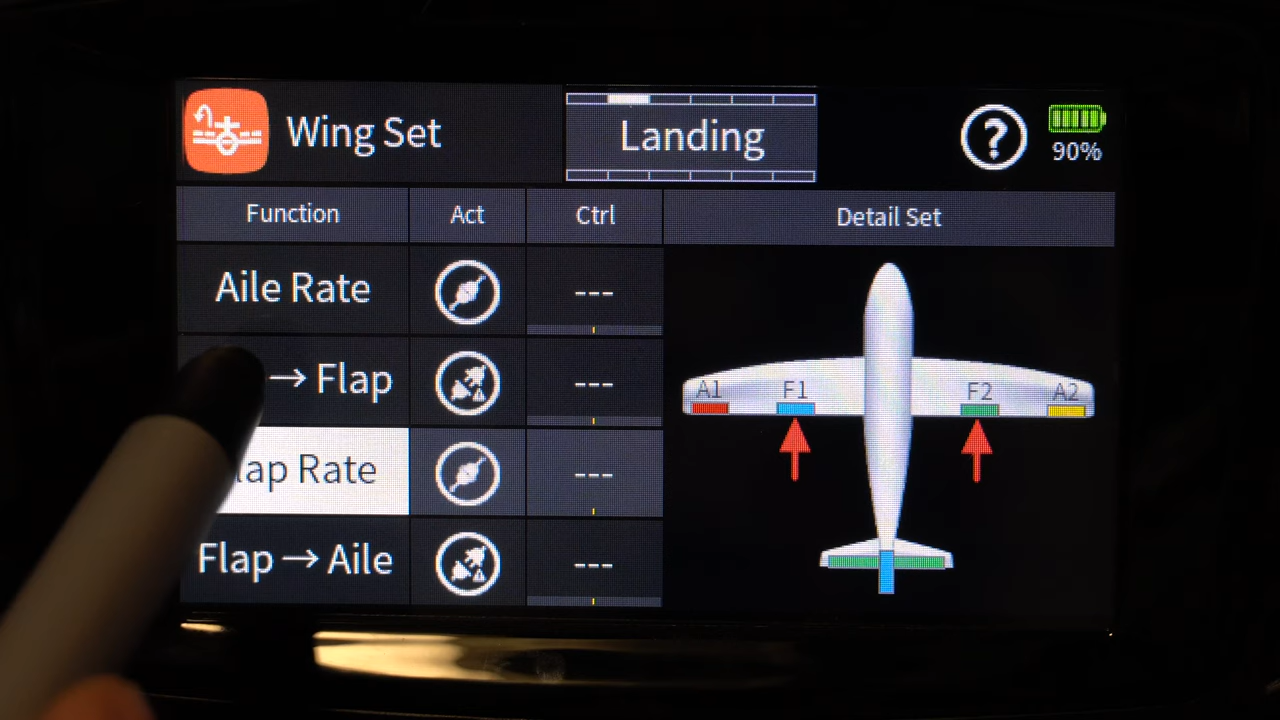 Wing Set
Landing
?
90%
Function Act Ctrl Detail Set
Aile Rate ---
→ Flap ---
Rate ---
Flap → Aile ---
A1 F1 F2 A2